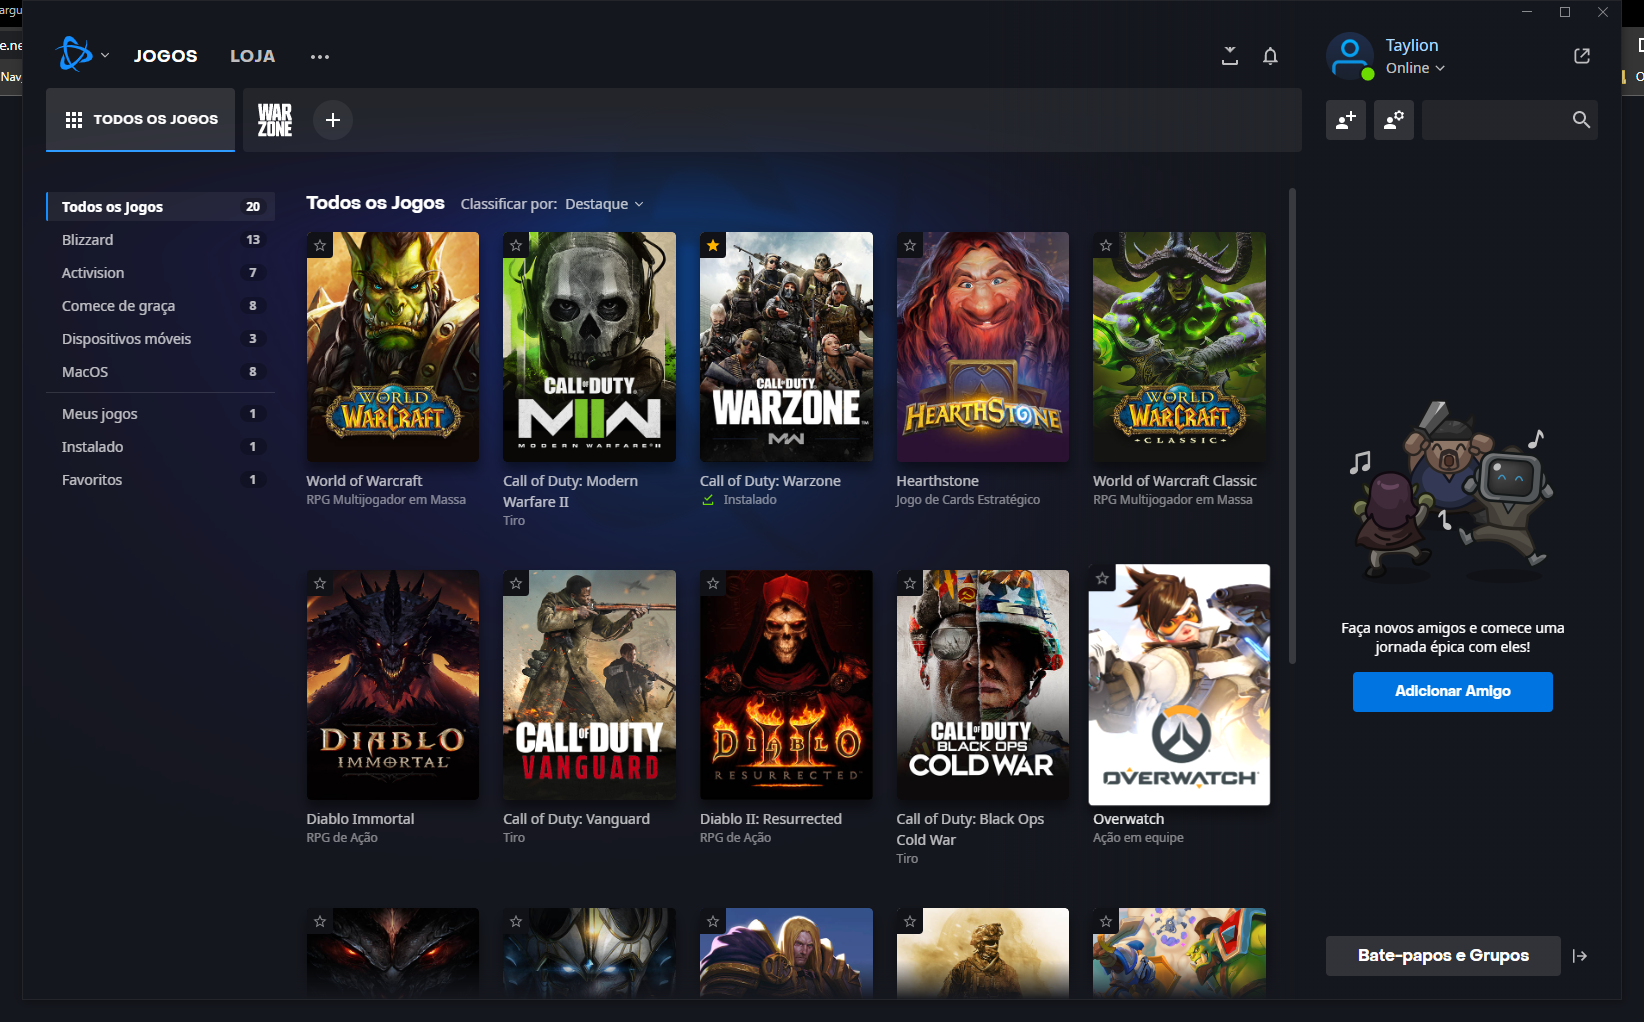 argu
e.ne
Nav
JOGOS
LOJA
Taylion
Online
TODOS OS JOGOS
WAR
ZONE
Todos os Jogos 20
Blizzard 13
Activision 7
Comece de graça 8
Dispositivos móveis 3
MacOS 8
Meus jogos 1
Instalado 1
Favoritos 1
Todos os Jogos Classificar por: Destaque
WORLD
WARCRAFT
CALL OF DUTY
MIIW
MODERN WARFARE II
CALL OF DUTY
WARZONE
MW
HEARTHSTONE
WORLD
WARCRAFT
CLASSIC
World of Warcraft
RPG Multijogador em Massa
Call of Duty: Modern
Warfare II
Tiro
Call of Duty: Warzone
Instalado
Hearthstone
Jogo de Cards Estratégico
World of Warcraft Classic
RPG Multijogador em Massa
DIABLO
IMMORTAL
CALL OF DUTY
VANGUARD
DIABLO
II
RESURRECTED
CALL OF DUTY
BLACK OPS
COLD WAR
OVERWATCH
Diablo Immortal
RPG de Ação
Call of Duty: Vanguard
Tiro
Diablo II: Resurrected
RPG de Ação
Call of Duty: Black Ops
Cold War
Tiro
Overwatch
Ação em equipe
Faça novos amigos e comece uma
jornada épica com eles!
Adicionar Amigo
Bate-papos e Grupos